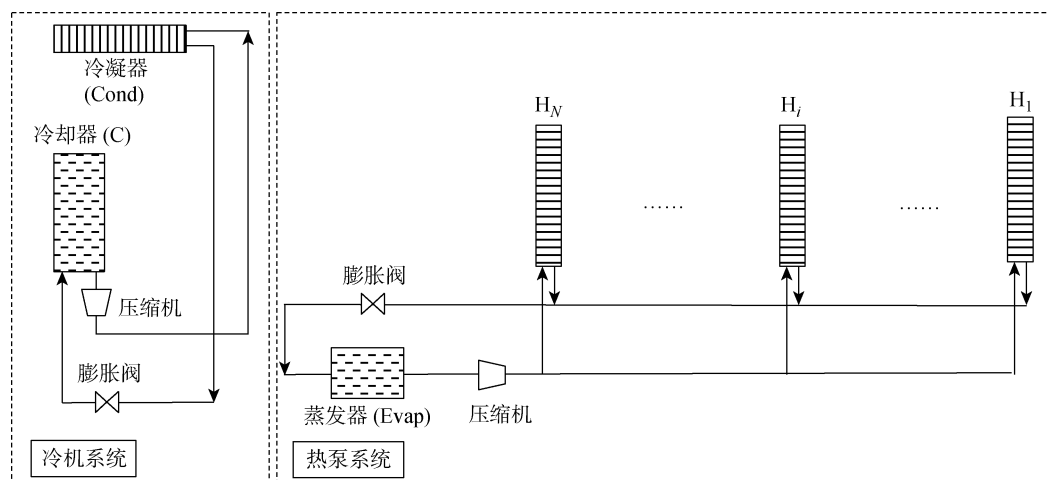 冷凝器
(Cond)
冷却器 (C)
压缩机
膨胀阀
冷机系统
H_N
H_i
H_1
……
……
膨胀阀
蒸发器 (Evap)
压缩机
热泵系统